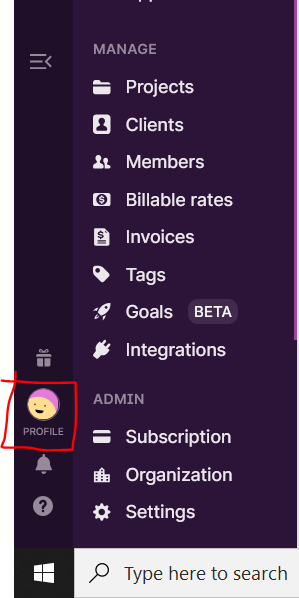 MANAGE
Projects
Clients
Members
Billable rates
Invoices
Tags
Goals BETA
Integrations
PROFILE
ADMIN
Subscription
Organization
Settings
Type here to search